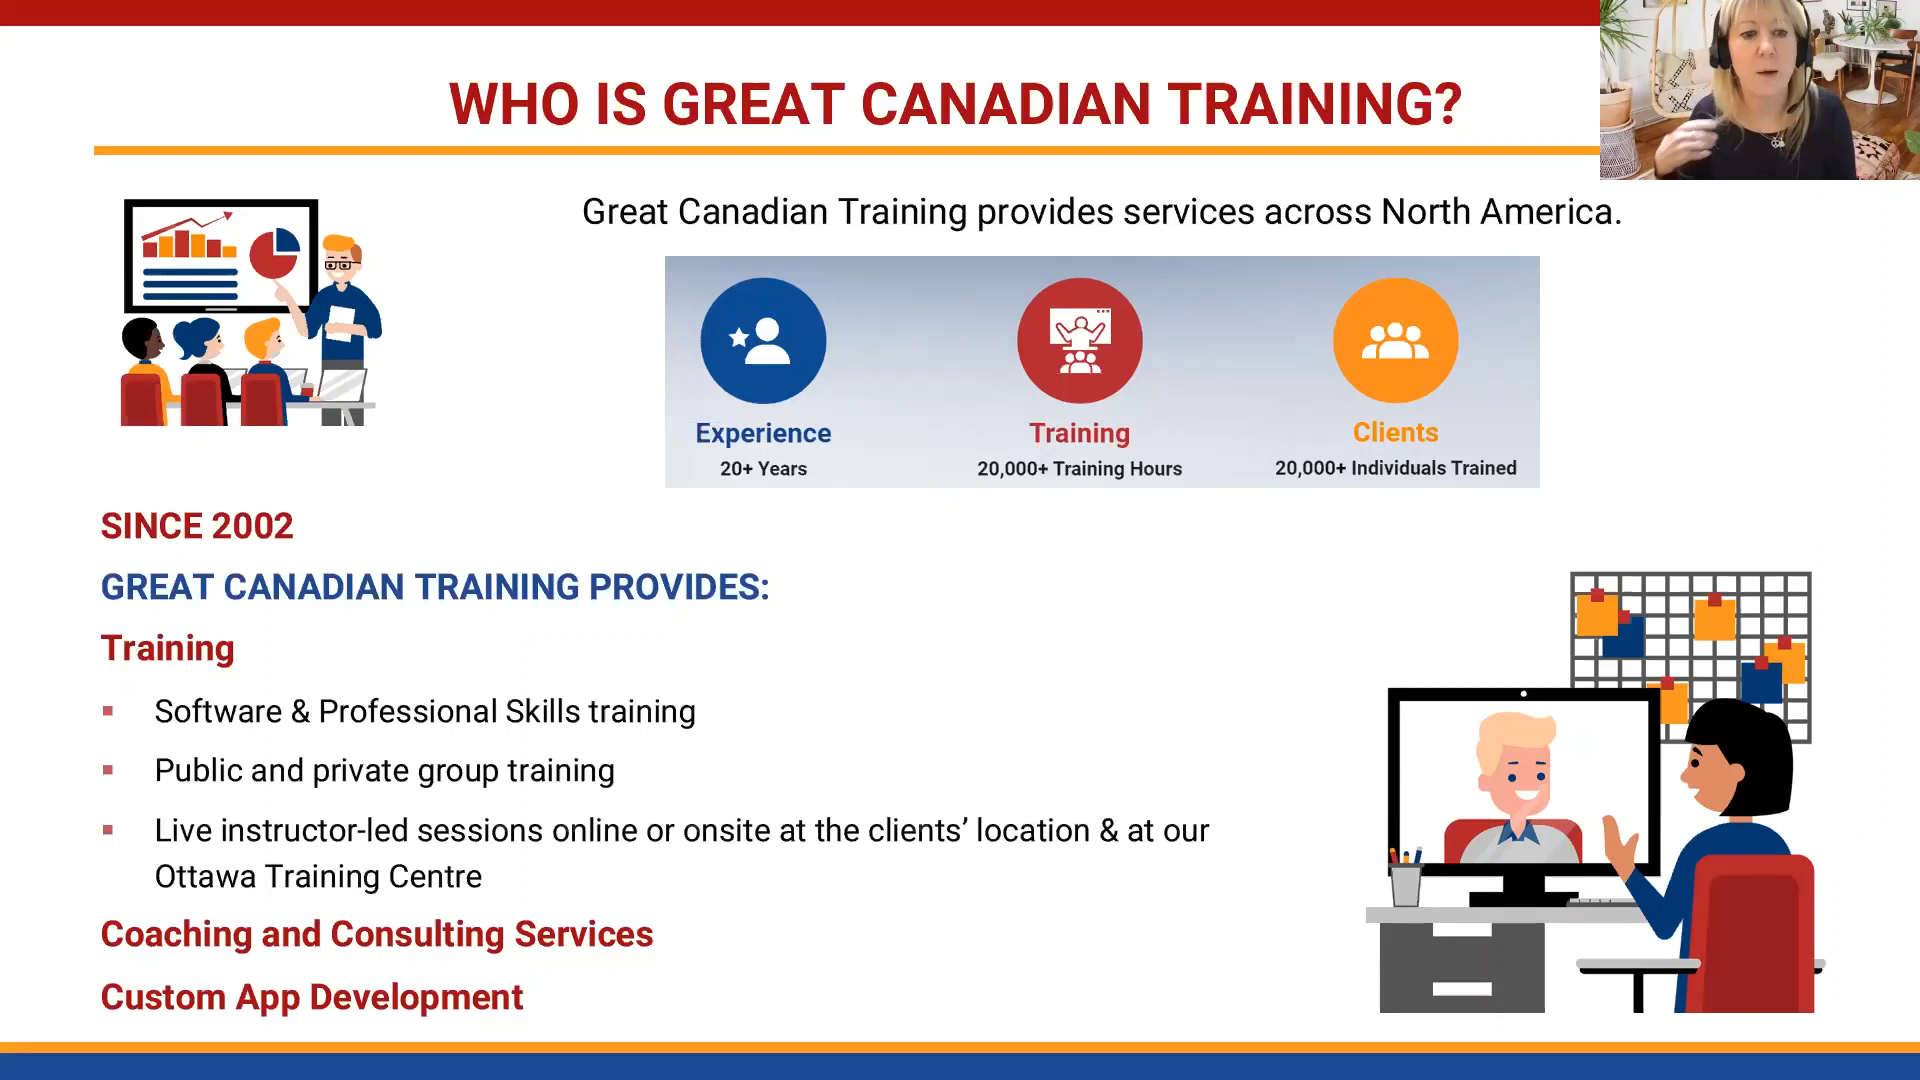 WHO IS GREAT CANADIAN TRAINING?
Great Canadian Training provides services across North America.
Experience
20+ Years
Training
20,000+ Training Hours
Clients
20,000+ Individuals Trained
SINCE 2002
GREAT CANADIAN TRAINING PROVIDES:
Training
▪ Software & Professional Skills training
▪ Public and private group training
▪ Live instructor-led sessions online or onsite at the clients’ location & at our
Ottawa Training Centre
Coaching and Consulting Services
Custom App Development